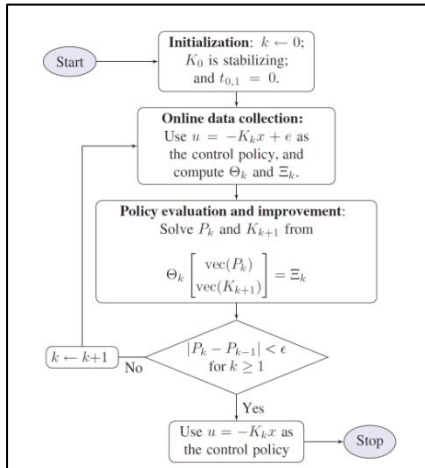 Start
Initialization: k ← 0;
K₀ is stabilizing;
and t₀,₁ = 0.
Online data collection:
Use u = −Kₖx + e as
the control policy, and
compute Θₖ and Ξₖ.
Policy evaluation and improvement:
Solve Pₖ and Kₖ₊₁ from
Θₖ [ vec(Pₖ) vec(Kₖ₊₁) ] = Ξₖ
k ← k+1
No
|Pₖ − Pₖ₋₁| < ϵ
for k ≥ 1
Yes
Use u = −Kₖx as
the control policy
Stop